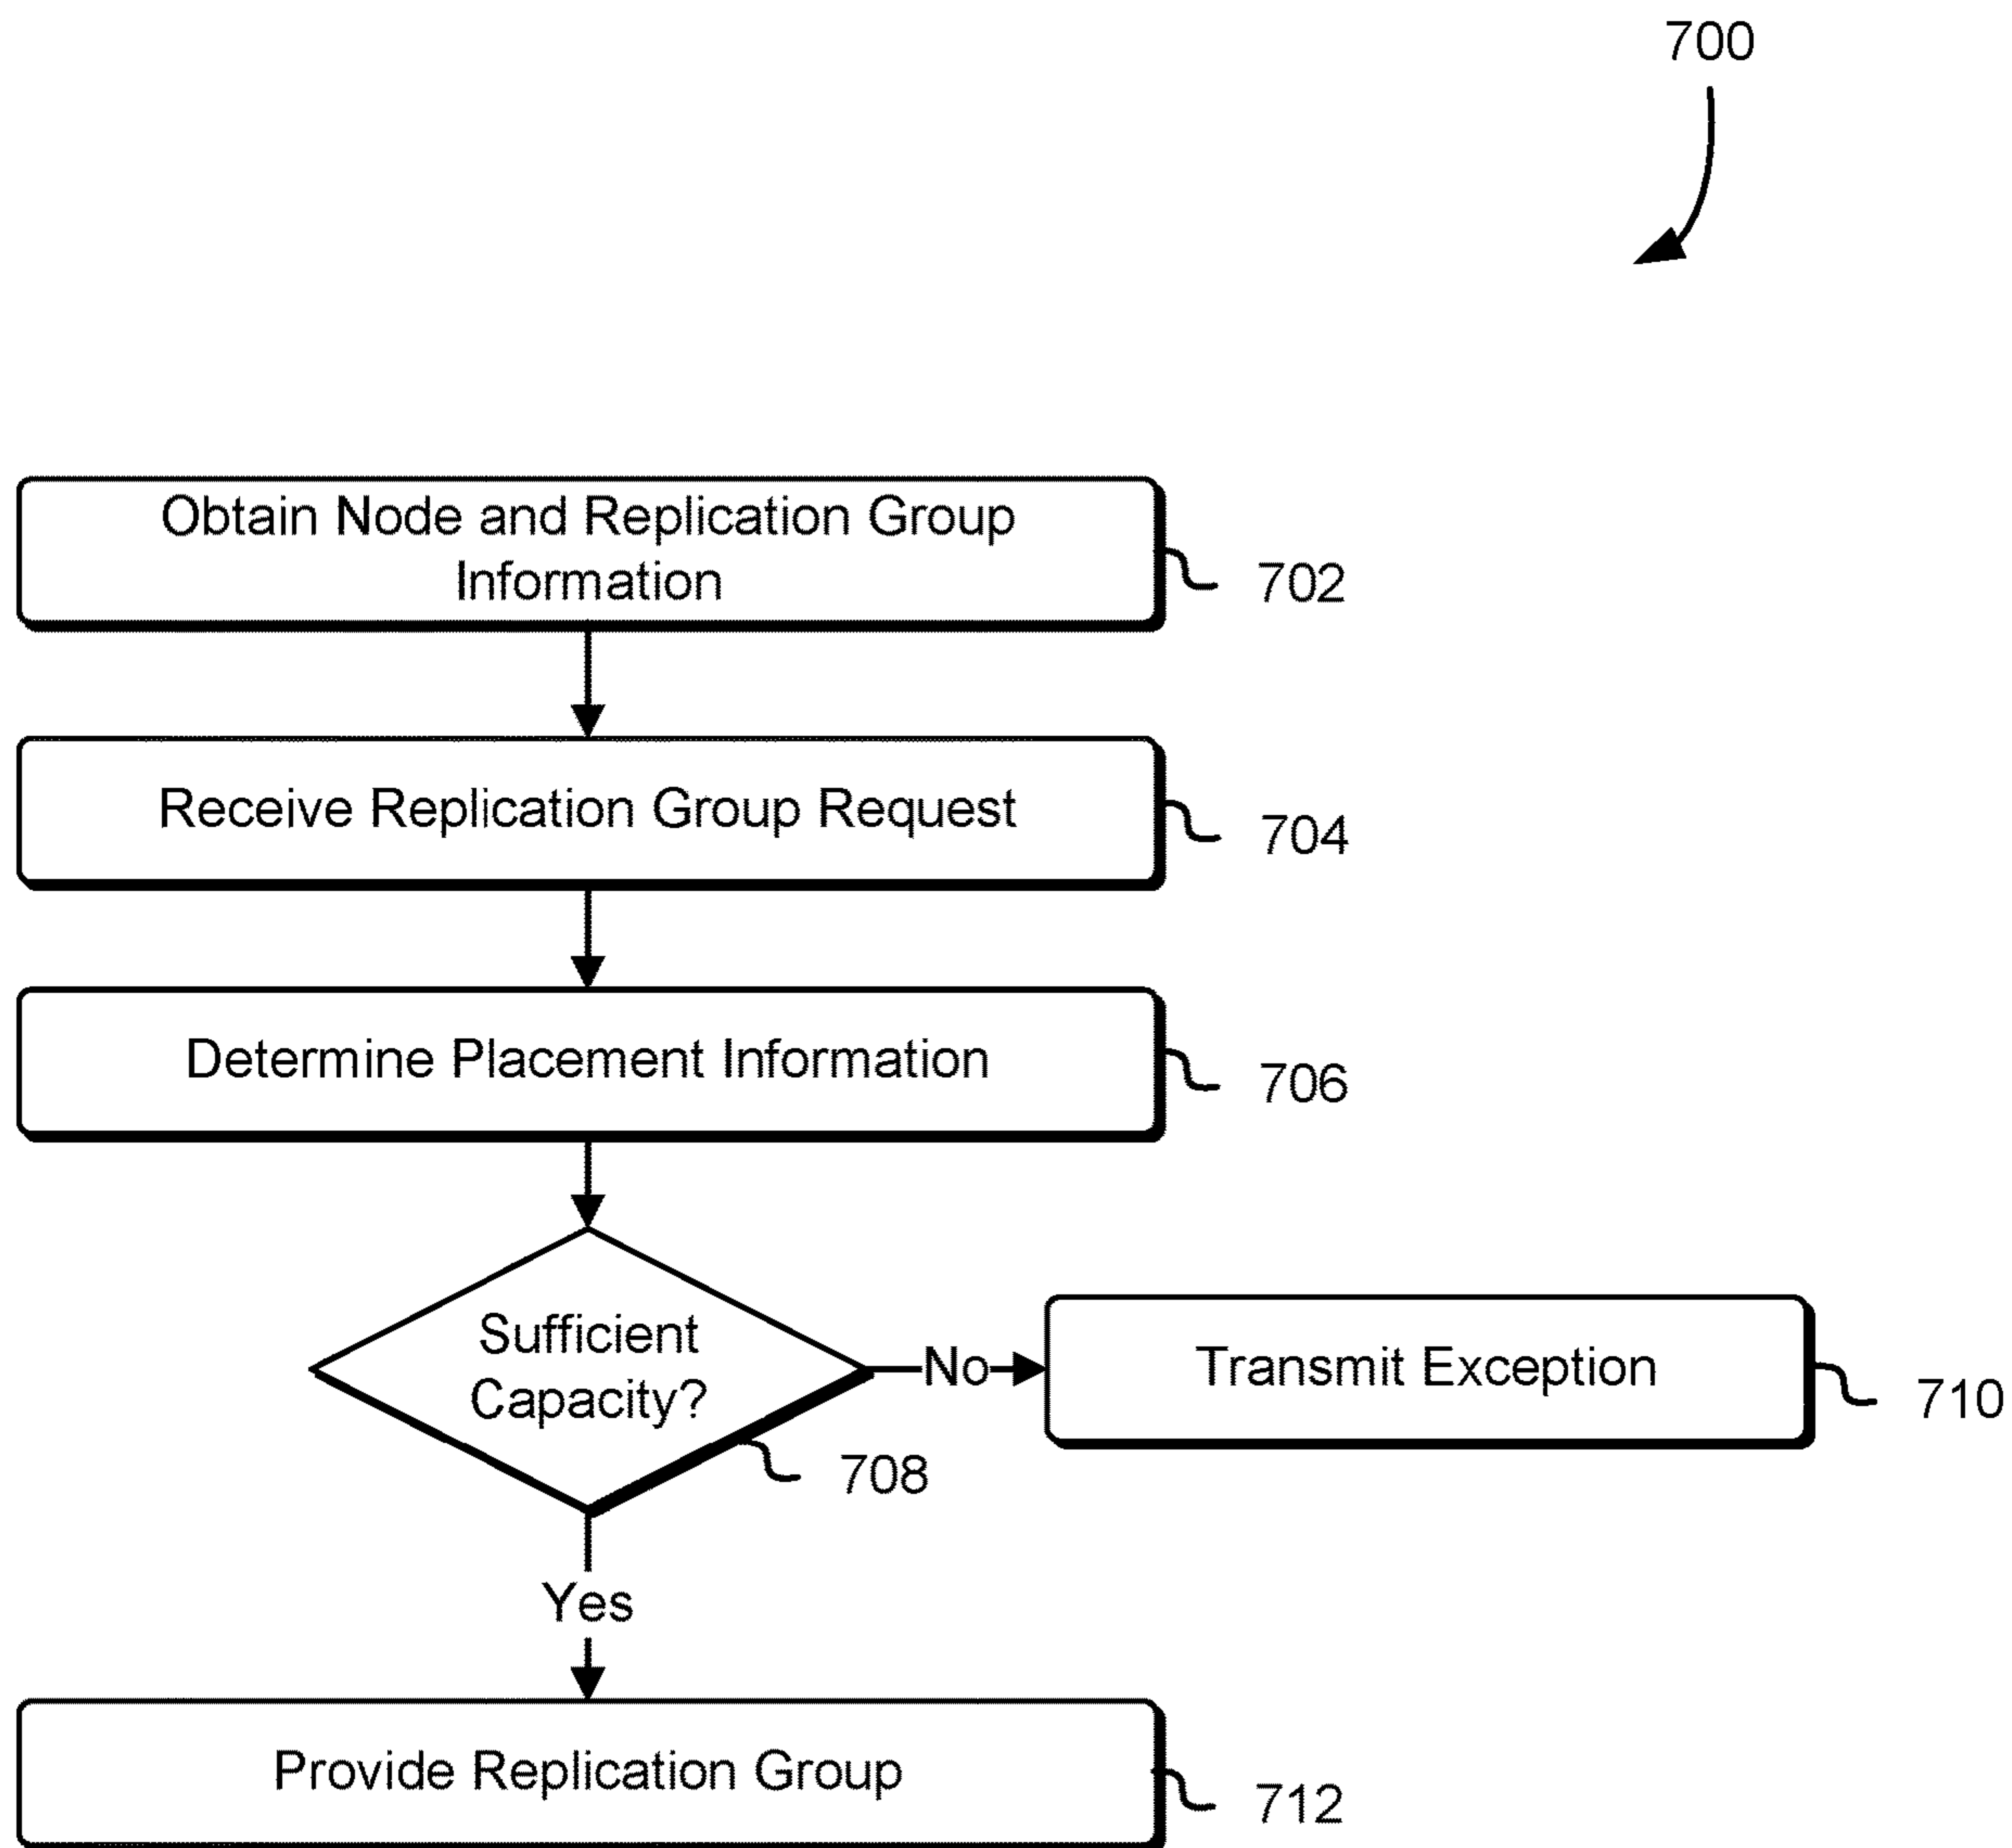 700
Obtain Node and Replication Group
Information
702
Receive Replication Group Request
704
Determine Placement Information
706
Sufficient
Capacity?
No
Transmit Exception
710
708
Yes
Provide Replication Group
712